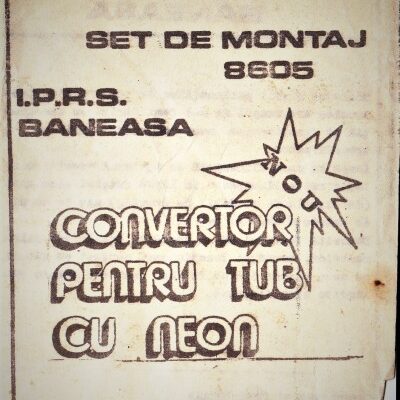 SET DE MONTAJ
8605
I.P.R.S.
BANEASA
NOU
CONVERTOR
PENTRU TUB
CU NEON